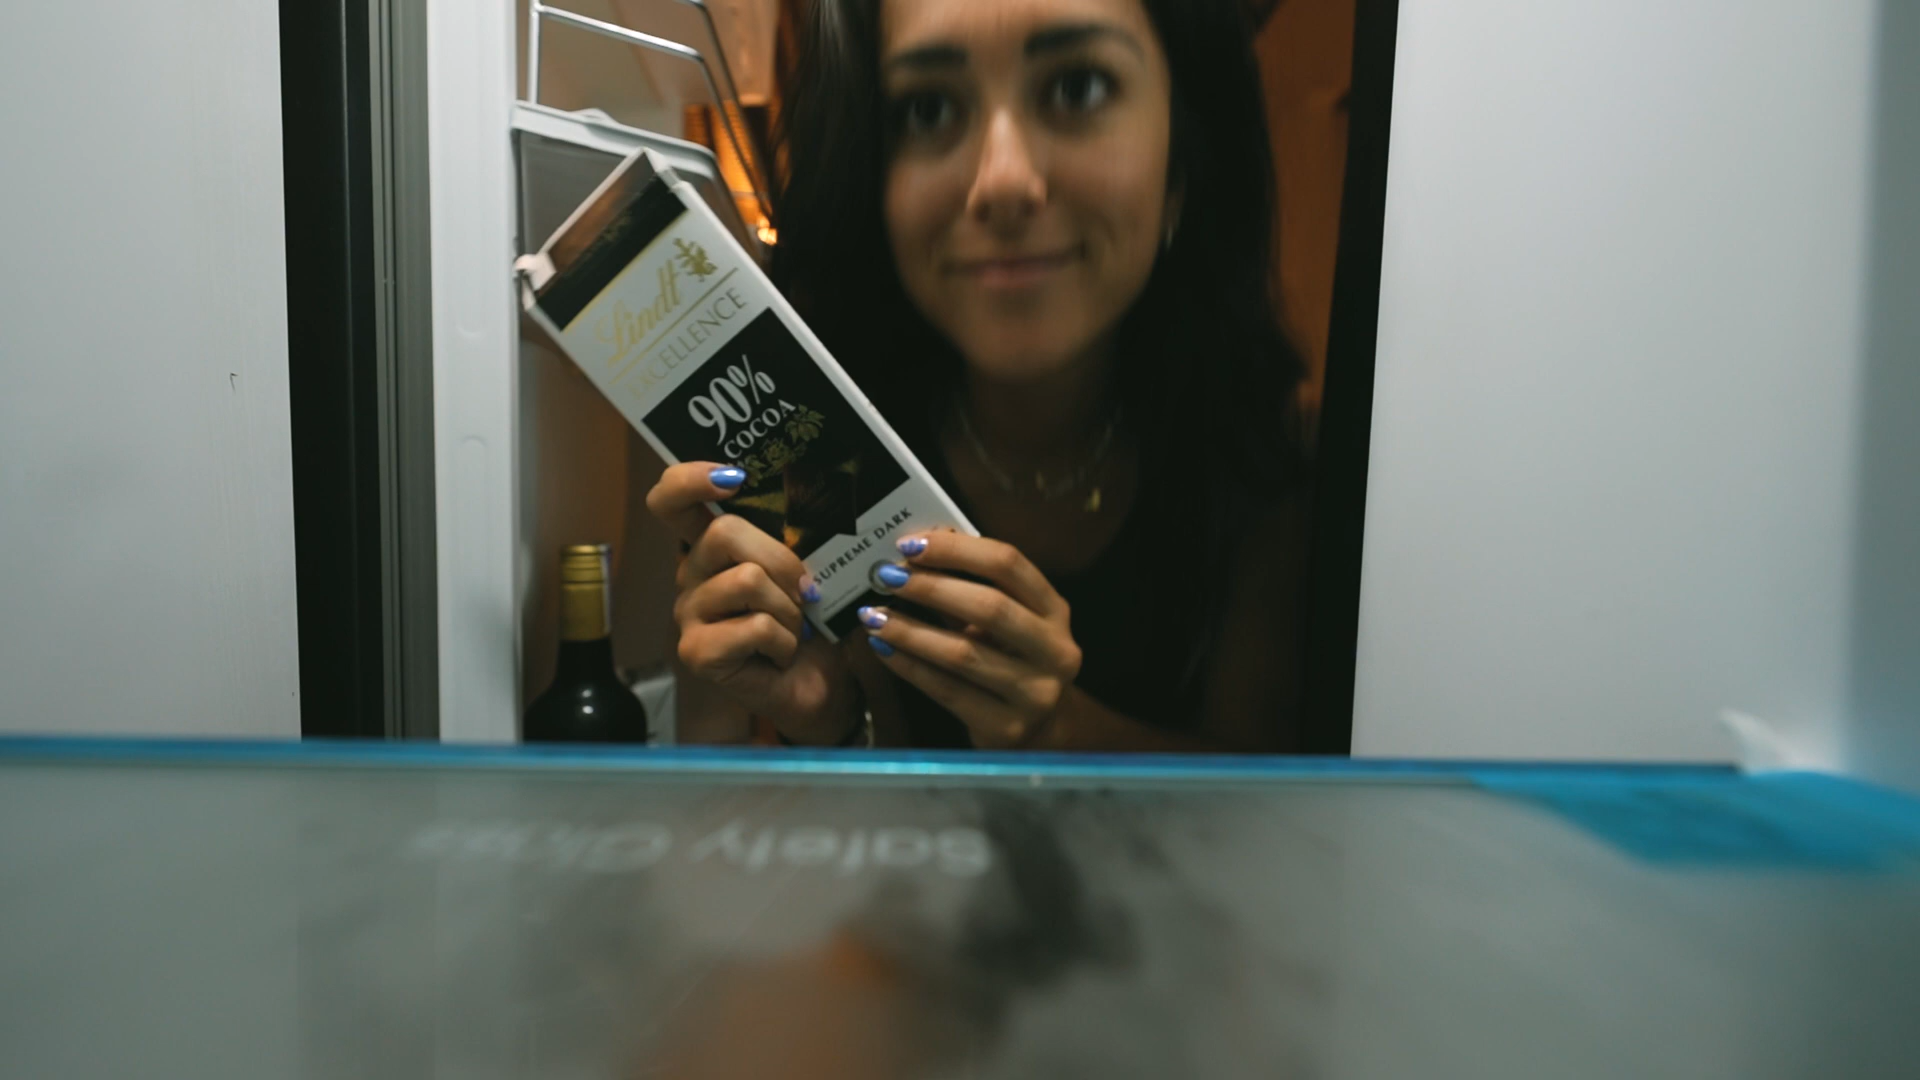 Lindt
EXCELLENCE
90%
COCOA
SUPREME DARK
Safety Glass